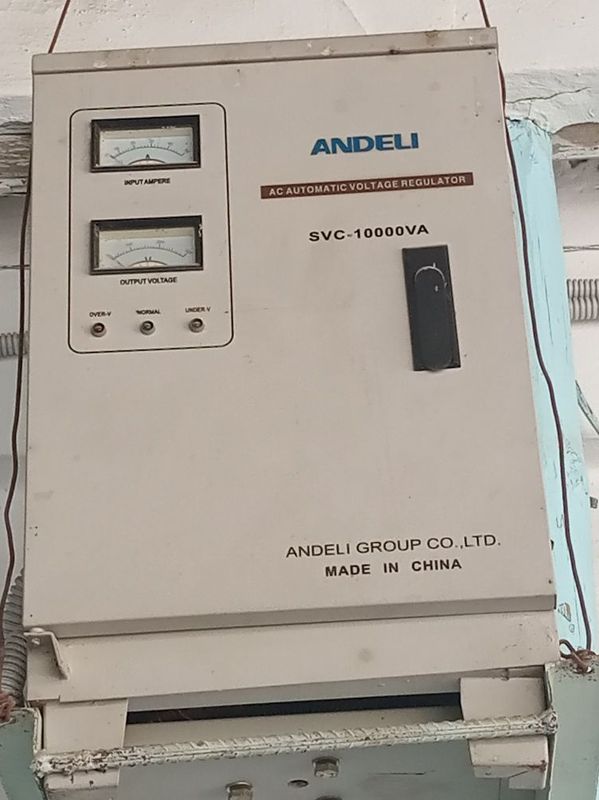 ANDELI
AC AUTOMATIC VOLTAGE REGULATOR
SVC-10000VA
INPUT AMPERE
OUTPUT VOLTAGE
OVER-V NORMAL UNDER-V
ANDELI GROUP CO.,LTD.
MADE IN CHINA